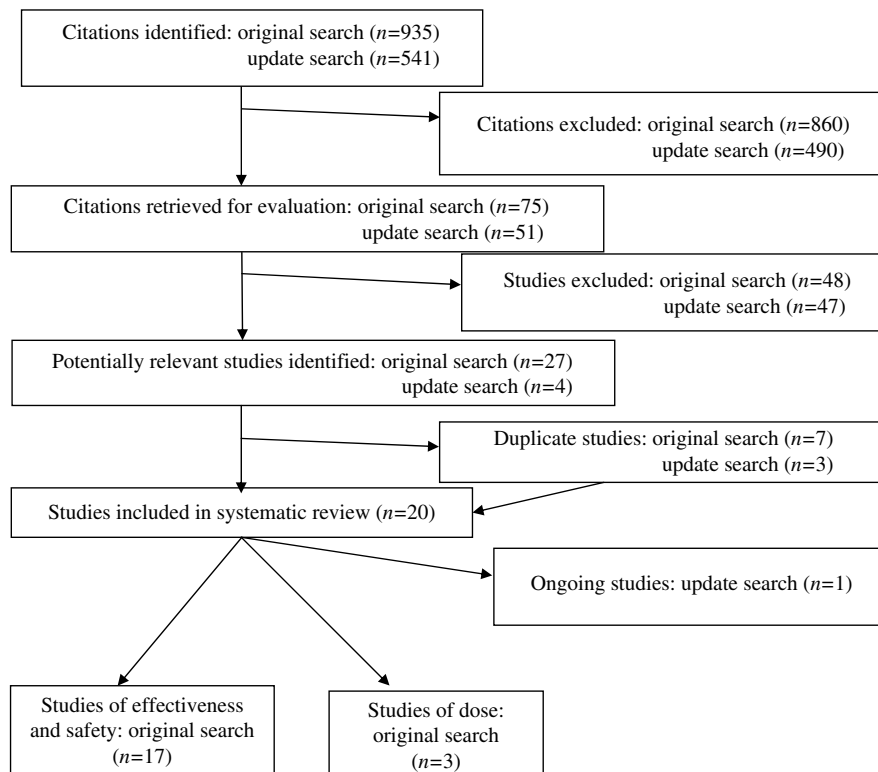 Citations identified: original search (n=935)
update search (n=541)
Citations excluded: original search (n=860)
update search (n=490)
Citations retrieved for evaluation: original search (n=75)
update search (n=51)
Studies excluded: original search (n=48)
update search (n=47)
Potentially relevant studies identified: original search (n=27)
update search (n=4)
Duplicate studies: original search (n=7)
update search (n=3)
Studies included in systematic review (n=20)
Ongoing studies: update search (n=1)
Studies of effectiveness
and safety: original search
(n=17)
Studies of dose:
original search
(n=3)